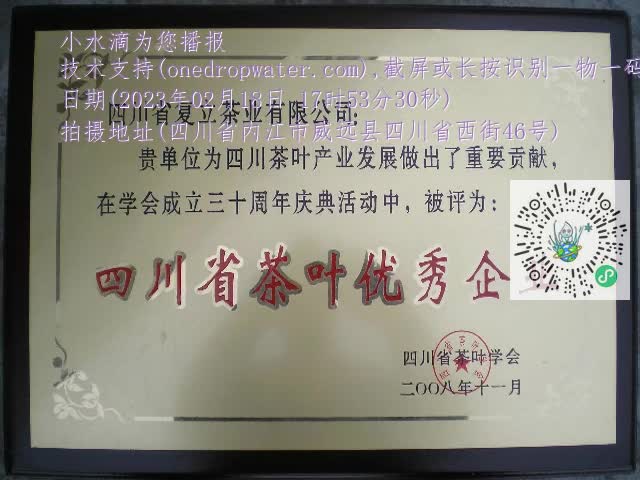 小水滴为您播报
技术支持(onedropwater.com),截屏或长按识别一物一码
日期(2023年02月18日 17时53分30秒)
四川省夏立茶业有限公司:
拍摄地址(四川省内江市威远县四川省西街46号)
贵单位为四川茶叶产业发展做出了重要贡献,
在学会成立三十周年庆典活动中,被评为:
四川省茶叶优秀企业
四川省茶叶学会
二〇〇八年十一月